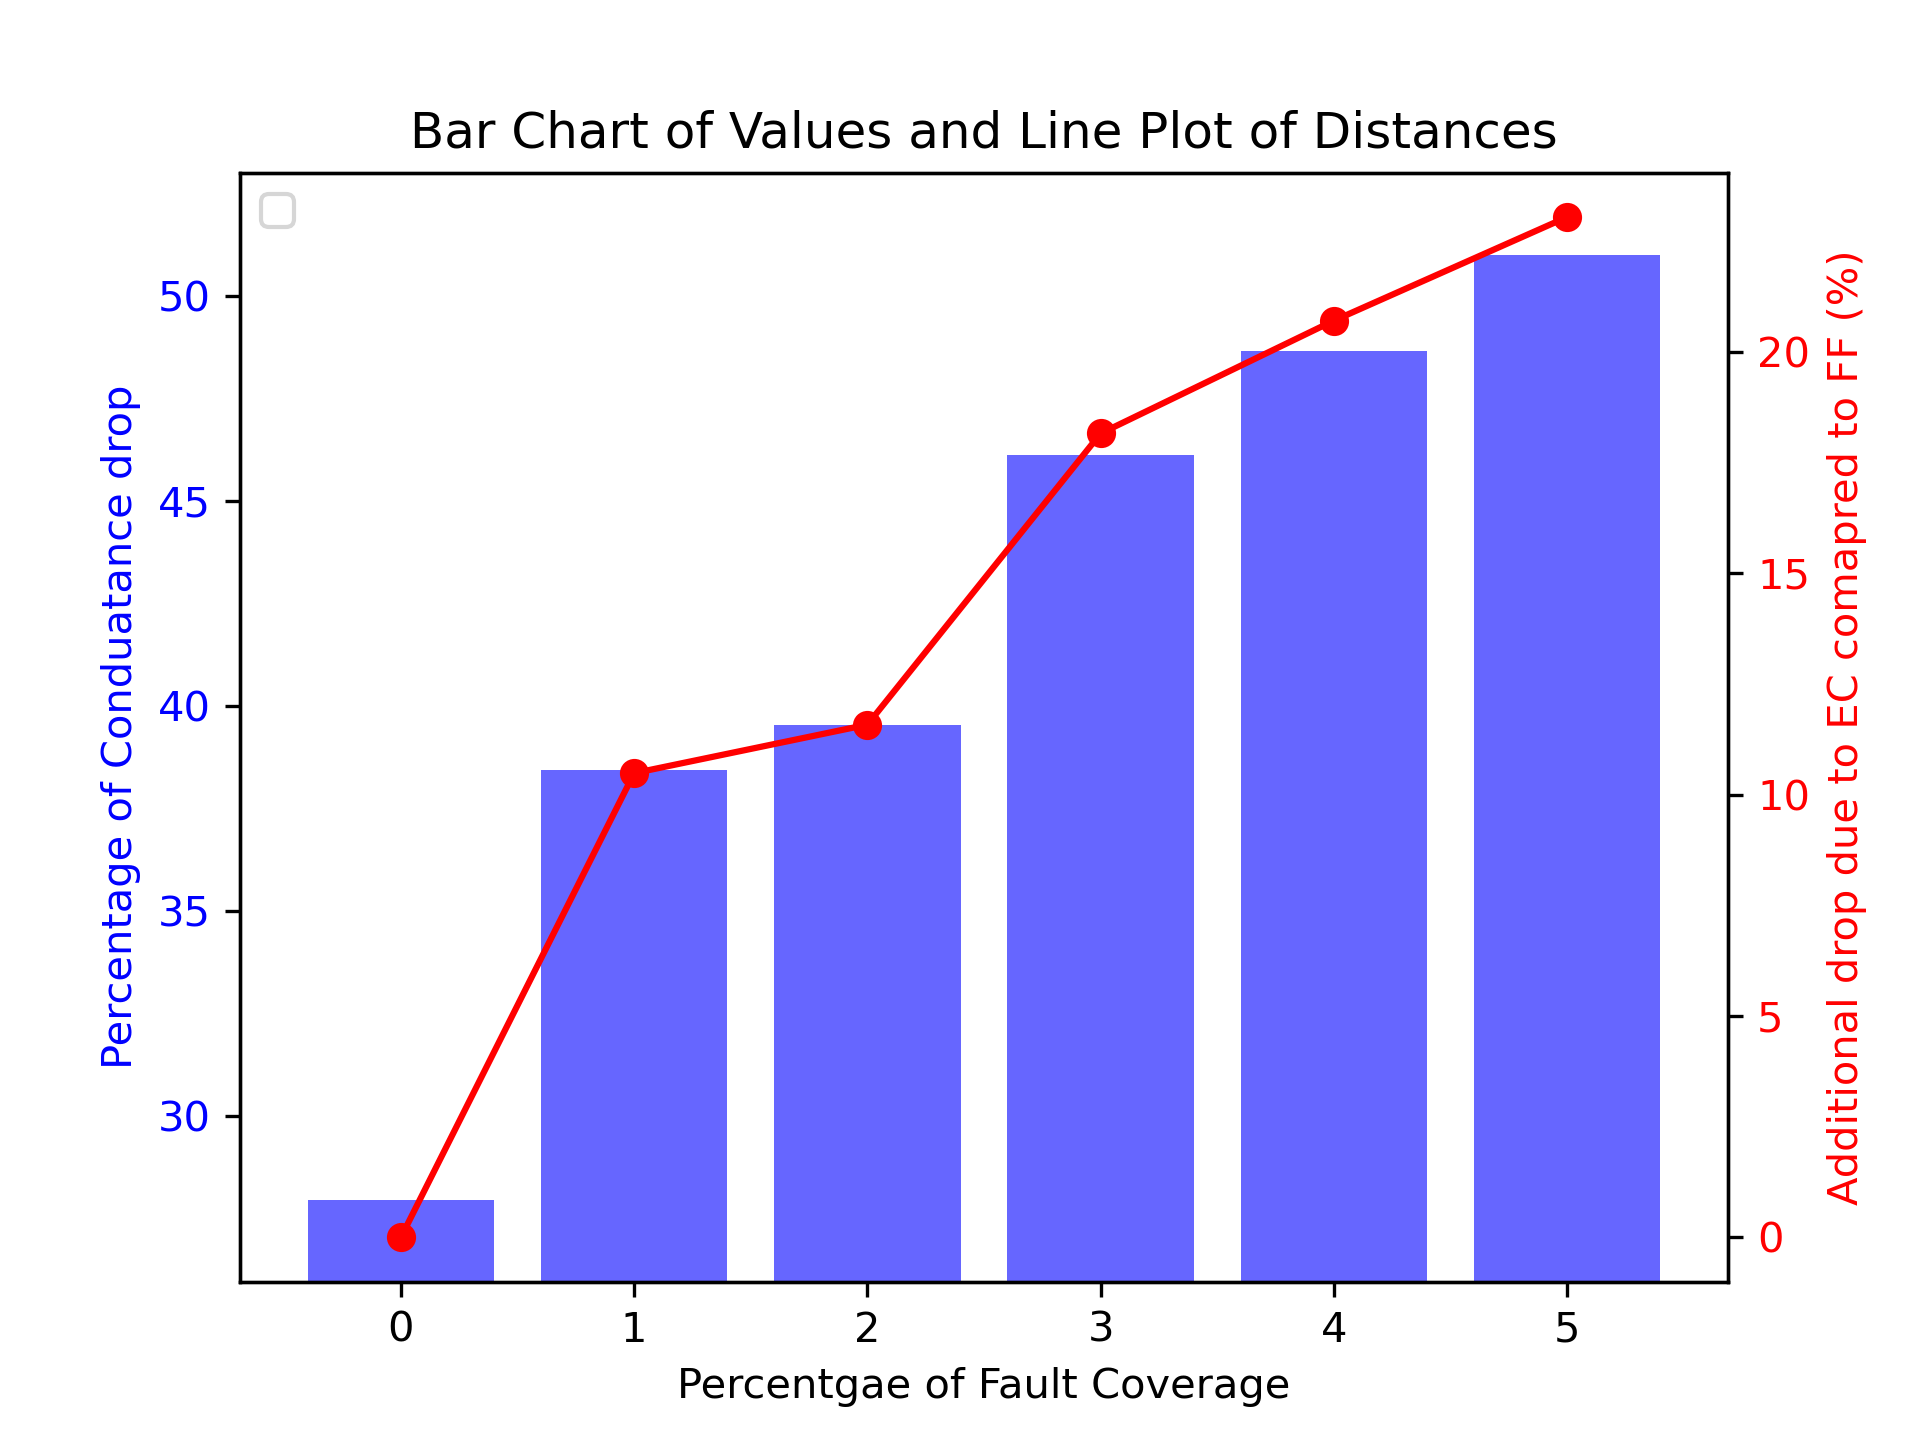 Bar Chart of Values and Line Plot of Distances
Percentage of Conduatance drop
50
45
40
35
30
20
15
10
5
0
Additional drop due to EC comapred to FF (%)
0 1 2 3 4 5
Percentgae of Fault Coverage